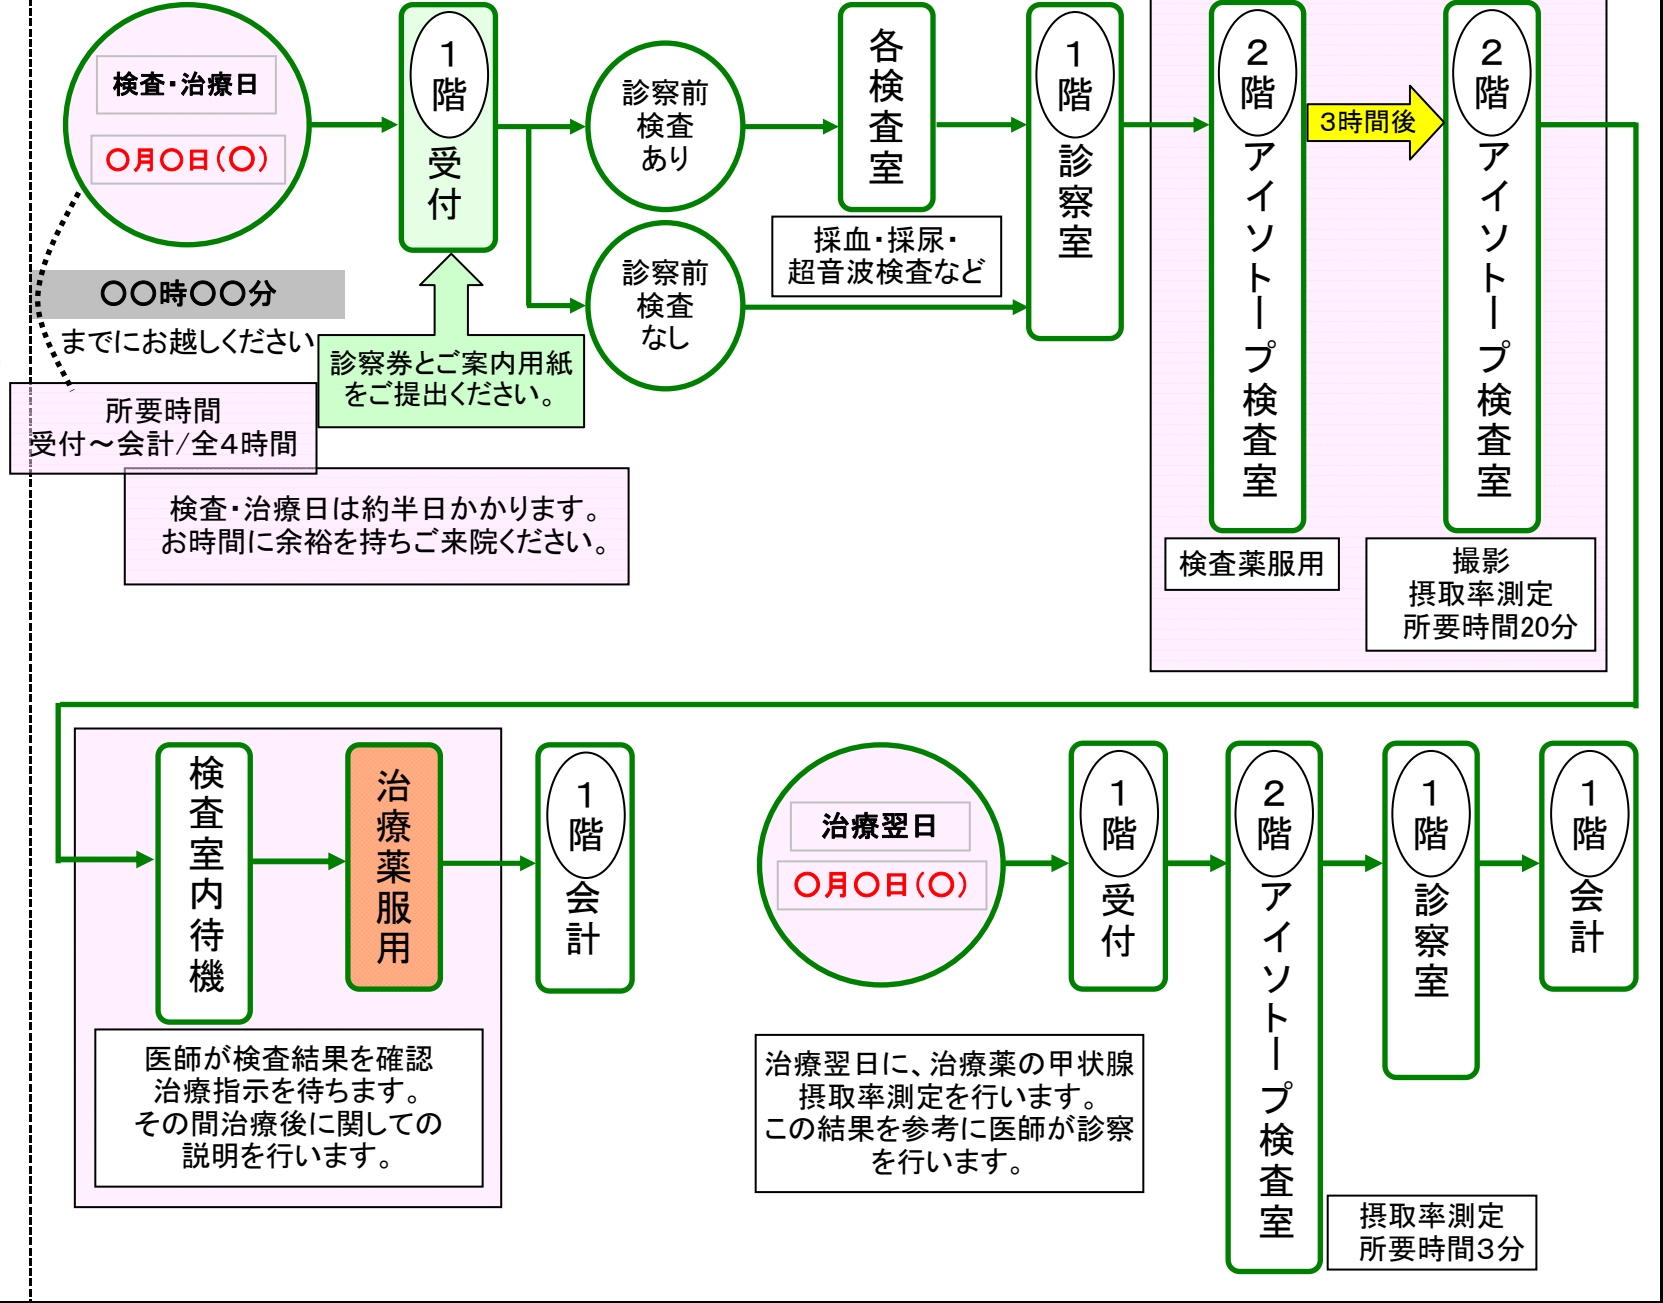 検査・治療日
〇月〇日(〇)
〇〇時〇〇分
までにお越しください
所要時間
受付～会計/全4時間
1階受付
診察券とご案内用紙
をご提出ください。
検査・治療日は約半日かかります。
お時間に余裕を持ちご来院ください。
診察前
検査
あり
診察前
検査
なし
各検査室
採血・採尿・
超音波検査など
1階診察室
2階アイソトープ検査室
検査薬服用
3時間後
2階アイソトープ検査室
撮影
摂取率測定
所要時間20分
検査室内待機
治療薬服用
医師が検査結果を確認
治療指示を待ちます。
その間治療後に関しての
説明を行います。
1階会計
治療翌日
〇月〇日(〇)
治療翌日に、治療薬の甲状腺
摂取率測定を行います。
この結果を参考に医師が診察
を行います。
1階受付
2階アイソトープ検査室
摂取率測定
所要時間3分
1階診察室
1階会計